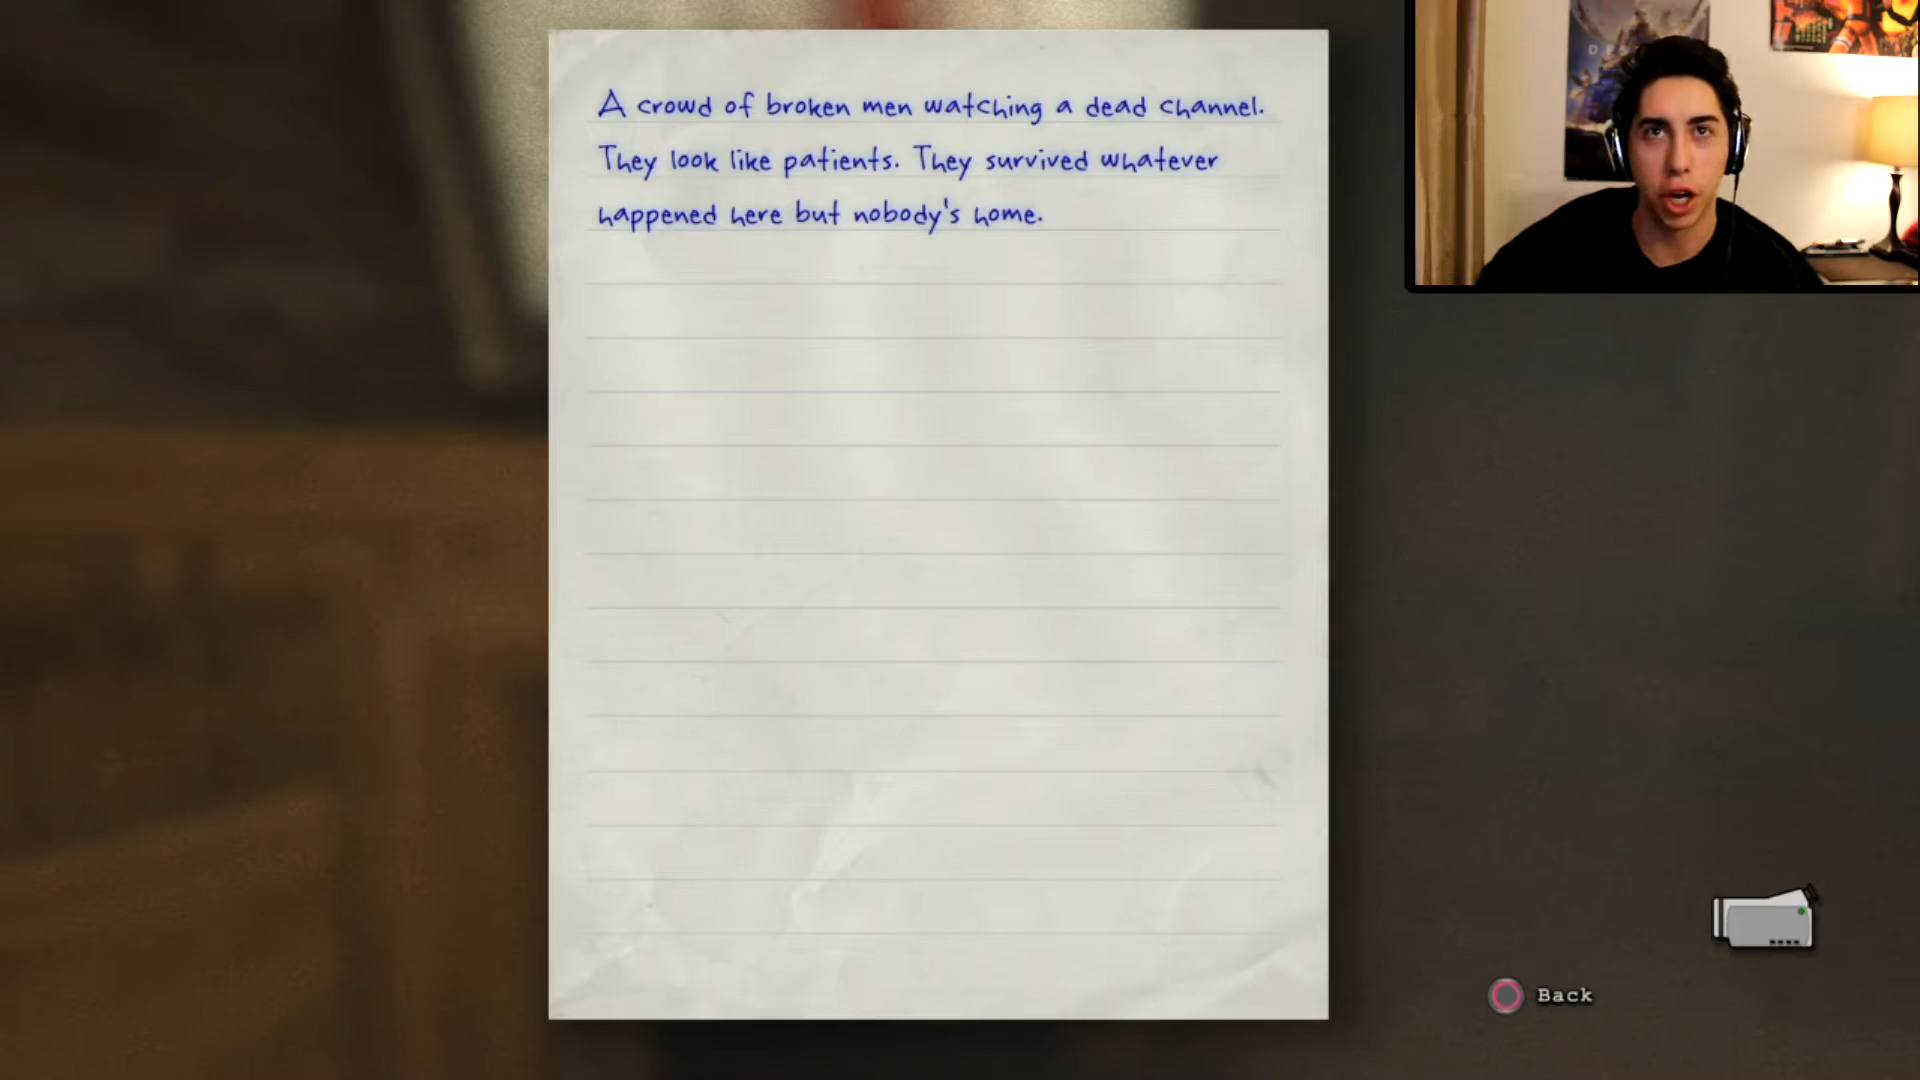 A crowd of broken men watching a dead channel.
They look like patients. They survived whatever
happened here but nobody's home.
DES
Back